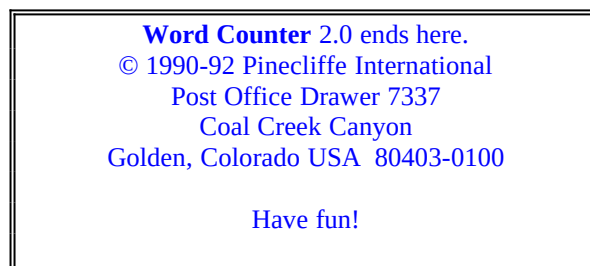 Word Counter 2.0 ends here.
© 1990-92 Pinecliffe International
Post Office Drawer 7337
Coal Creek Canyon
Golden, Colorado USA  80403-0100
Have fun!